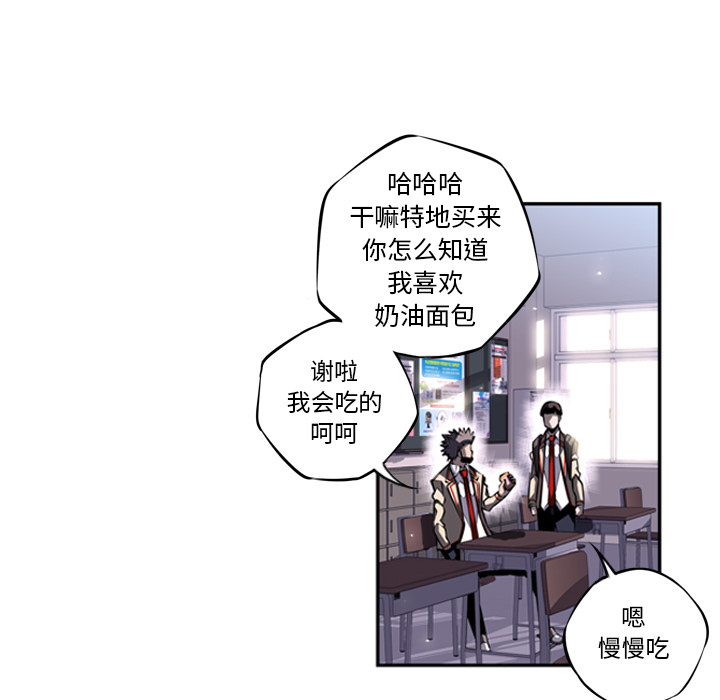 哈哈哈
干嘛特地买来
你怎么知道
我喜欢
奶油面包
谢啦
我会吃的
呵呵
嗯
慢慢吃